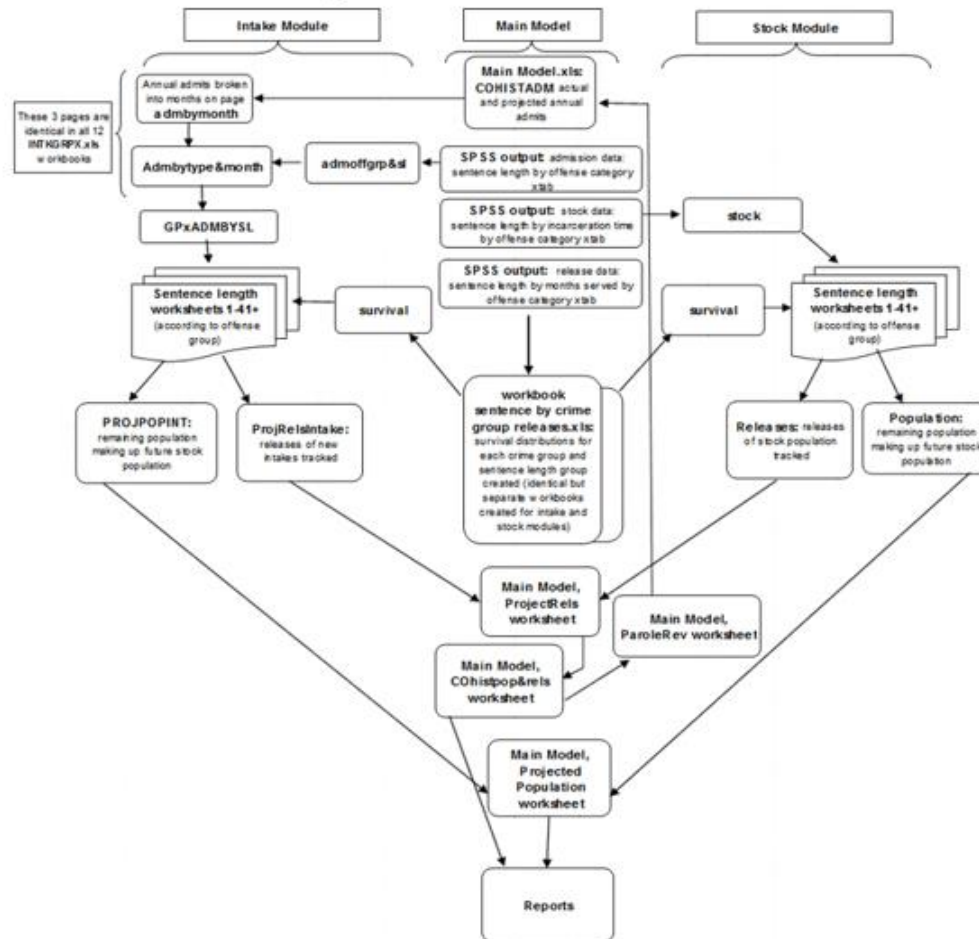 Intake Module
Main Model
Stock Module
These 3 pages are
identical in all 12
INTKGRPX.xls
workbooks
Annual admits broken
into months on page
admbymonth
Main Model.xls:
COHISTADM actual
and projected annual
admits
Admbytype&month
admoffgrp&sl
SPSS output: admission data:
sentence length by offense category
xtab
GPxADMBYSL
SPSS output: stock data:
sentence length by incarceration time
by offense category xtab
stock
SPSS output: release data:
sentence length by months served
by offense category xtab
Sentence length
worksheets 1-41+
(according to offense
group)
survival
survival
Sentence length
worksheets 1-41+
(according to offense
group)
PROJPOPINT:
remaining population
making up future stock
population
ProjRelsIntake:
releases of new
intakes tracked
workbook
sentence by crime
group releases.xls:
survival distributions for
each crime group and
sentence length group
created (identical but
separate workbooks
created for intake and
stock modules)
Releases: releases
of stock population
tracked
Population:
remaining population
making up future stock
population
Main Model,
ProjectRels
worksheet
Main Model,
ParoleRev worksheet
Main Model,
COhistpop&rels
worksheet
Main Model,
Projected
Population
worksheet
Reports